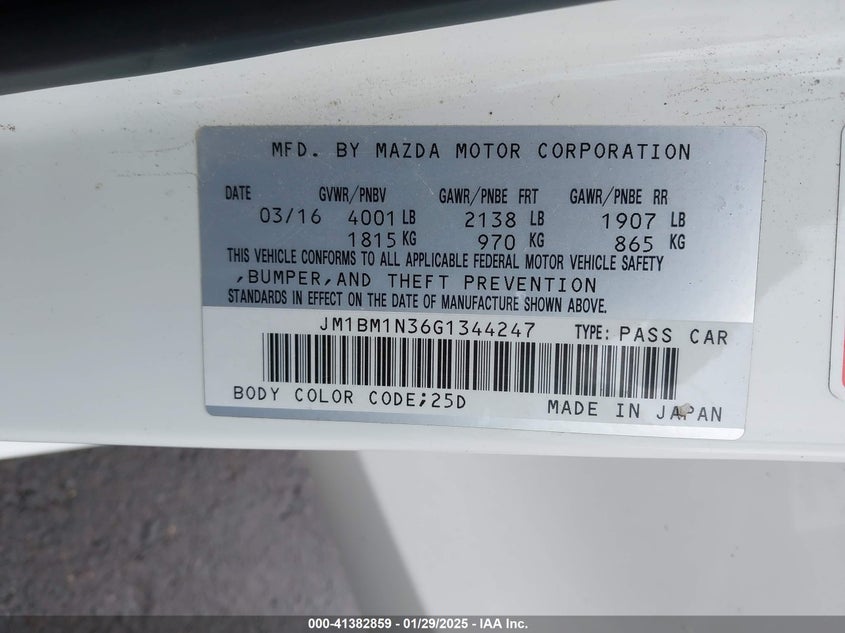 MFD. BY MAZDA MOTOR CORPORATION
DATE GVWR/PNBV GAWR/PNBE FRT GAWR/PNBE RR
03/16 4001 LB 2138 LB 1907 LB
1815 KG 970 KG 865 KG
THIS VEHICLE CONFORMS TO ALL APPLICABLE FEDERAL MOTOR VEHICLE SAFETY
,BUMPER,AND THEFT PREVENTION
STANDARDS IN EFFECT ON THE DATE OF MANUFACTURE SHOWN ABOVE.
JM1BM1N36G1344247 TYPE: PASS CAR
BODY COLOR CODE;25D MADE IN JAPAN
000-41382859 - 01/29/2025 - IAA Inc.